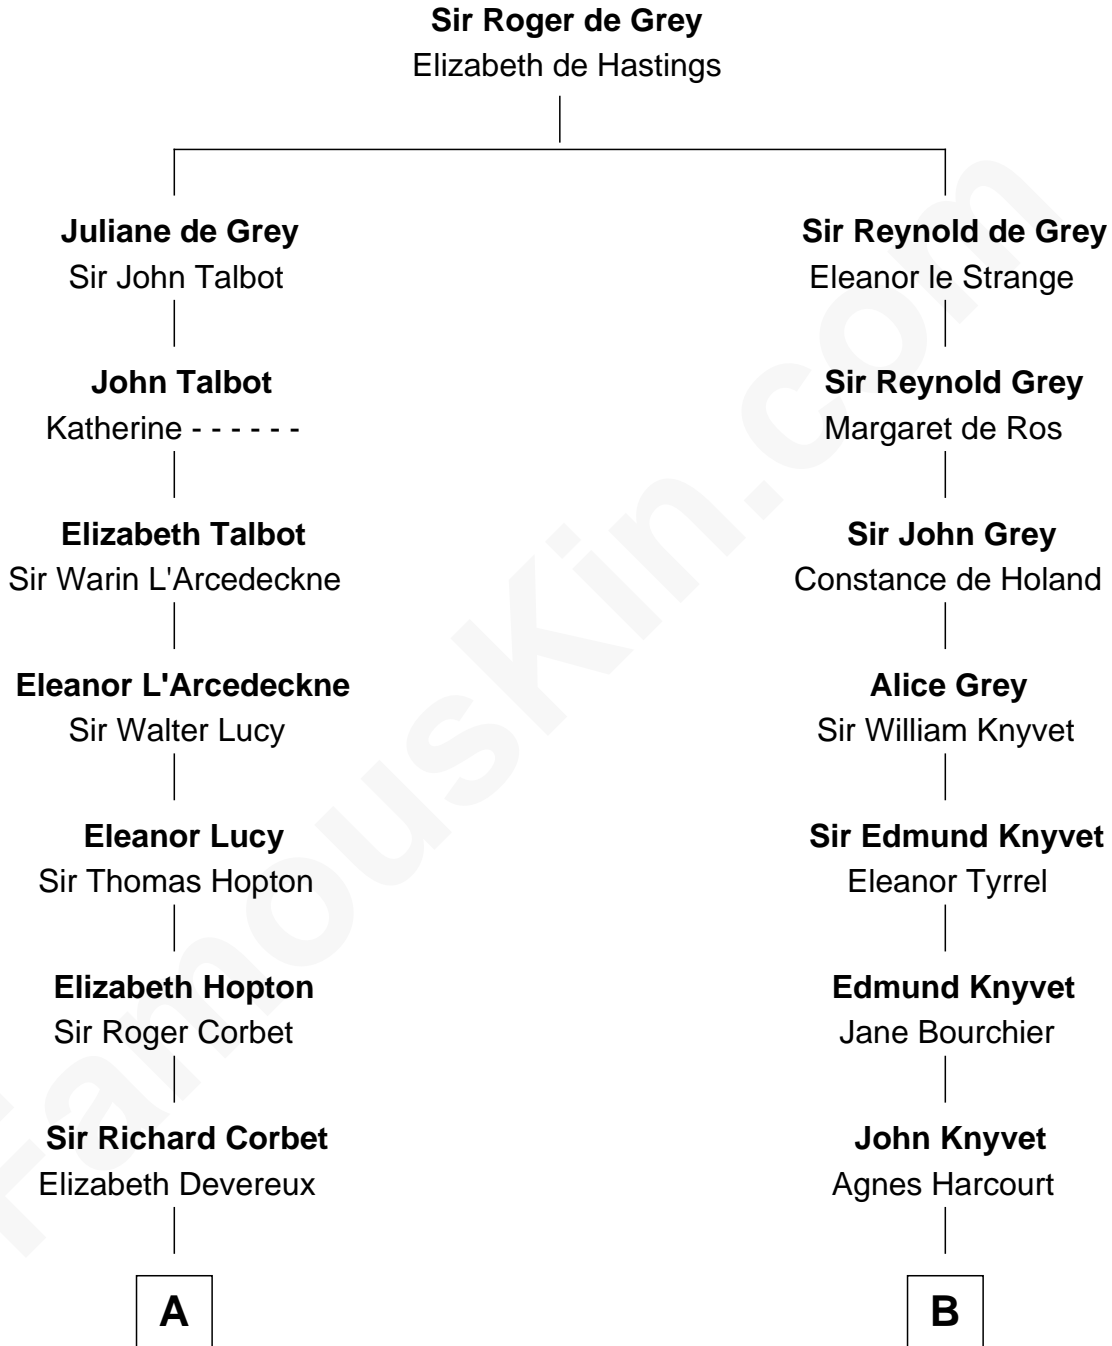 Sir Roger de Grey
Elizabeth de Hastings
Juliane de Grey
Sir John Talbot
Sir Reynold de Grey
Eleanor le Strange
John Talbot
Katherine - - - - - -
Sir Reynold Grey
Margaret de Ros
Elizabeth Talbot
Sir Warin L'Arcedeckne
Sir John Grey
Constance de Holand
Eleanor L'Arcedeckne
Sir Walter Lucy
Alice Grey
Sir William Knyvet
Eleanor Lucy
Sir Thomas Hopton
Sir Edmund Knyvet
Eleanor Tyrrel
Elizabeth Hopton
Sir Roger Corbet
Edmund Knyvet
Jane Bourchier
Sir Richard Corbet
Elizabeth Devereux
John Knyvet
Agnes Harcourt
A
B
FamousKin.com